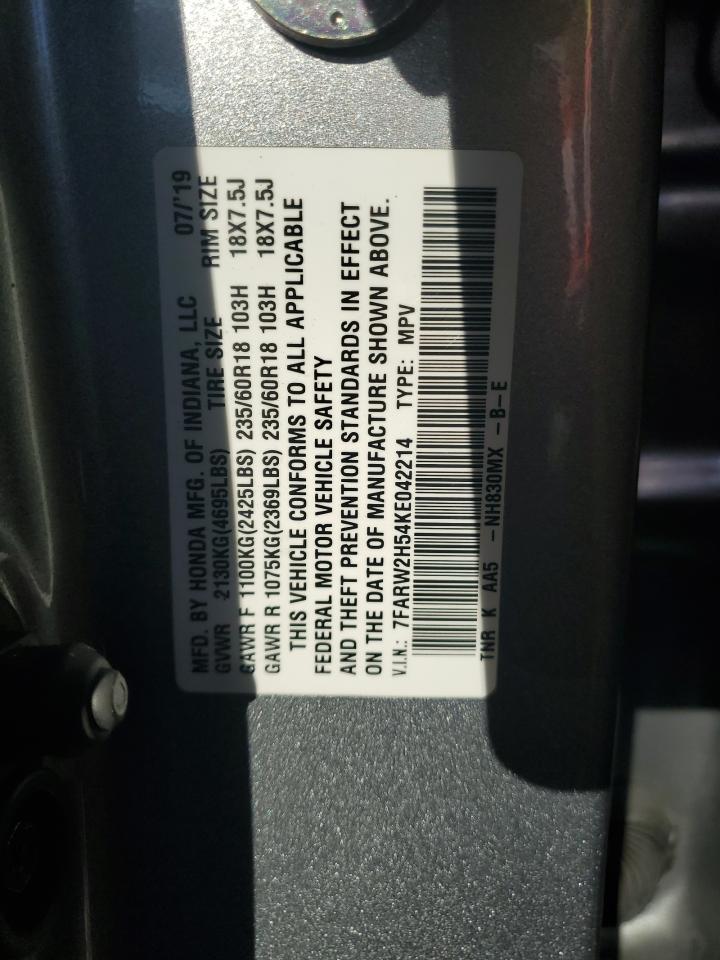 MFD. BY HONDA MFG. OF INDIANA, LLC 07/'19
GVWR 2130KG(4695LBS) TIRE SIZE RIM SIZE
GAWR F 1100KG(2425LBS) 235/60R18 103H 18X7.5J
GAWR R 1075KG(2369LBS) 235/60R18 103H 18X7.5J
THIS VEHICLE CONFORMS TO ALL APPLICABLE
FEDERAL MOTOR VEHICLE SAFETY
AND THEFT PREVENTION STANDARDS IN EFFECT
ON THE DATE OF MANUFACTURE SHOWN ABOVE.
V.I.N.: 7FARW2H54KE042214 TYPE: MPV
TNR K AA5 -NH830MX -B-E